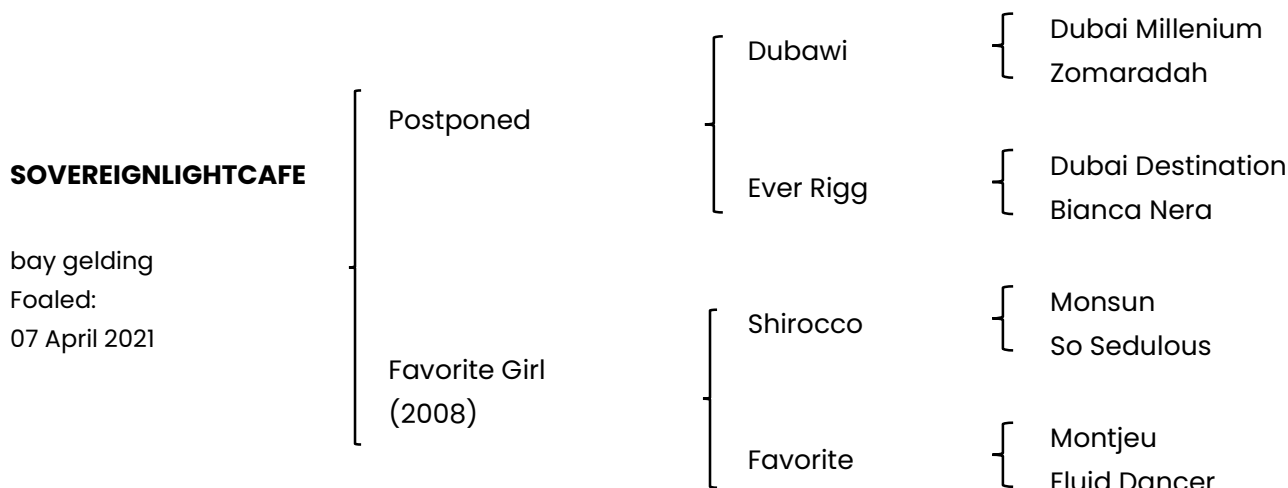 SOVEREIGNLIGHTCAFE
bay gelding
Foaled:
07 April 2021
Postponed
Favorite Girl
(2008)
Dubawi
Ever Rigg
Shirocco
Favorite
Dubai Millenium
Zomaradah
Dubai Destination
Bianca Nera
Monsun
So Sedulous
Montjeu
Fluid Dancer